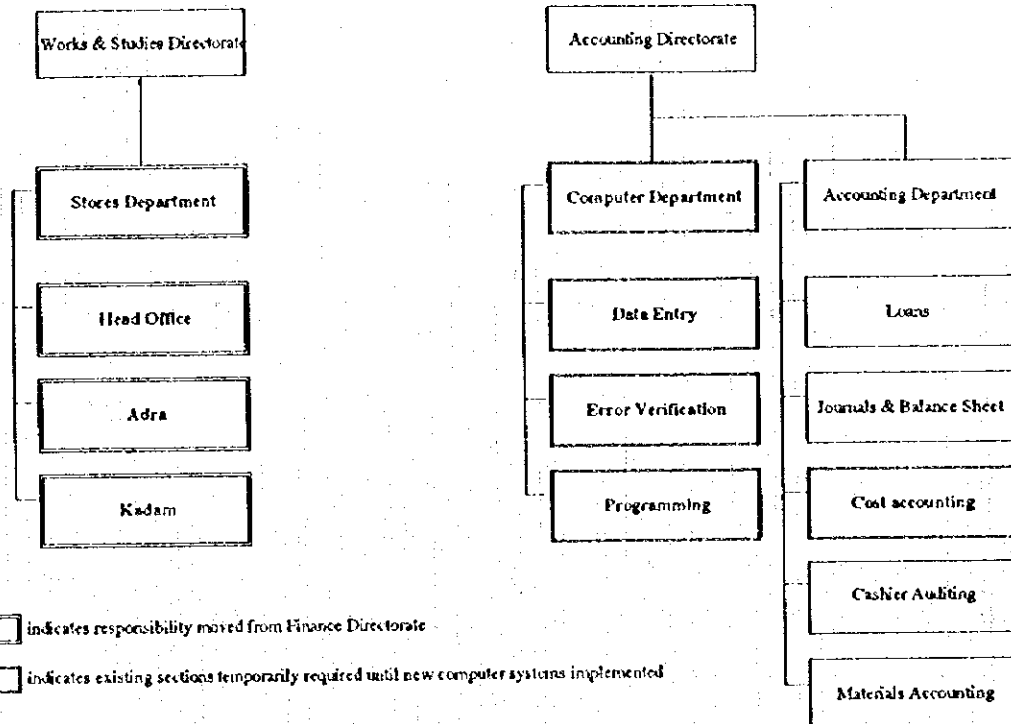 Works & Studies Directorate
Accounting Directorate
Stores Department
Computer Department
Accounting Department
Head Office
Data Entry
Loans
Adra
Error Verification
Journals & Balance Sheet
Kadam
Programming
Cost accounting
Cashier Auditing
indicates responsibility moved from Finance Directorate
indicates existing sections temporarily required until new computer systems implemented
Materials Accounting